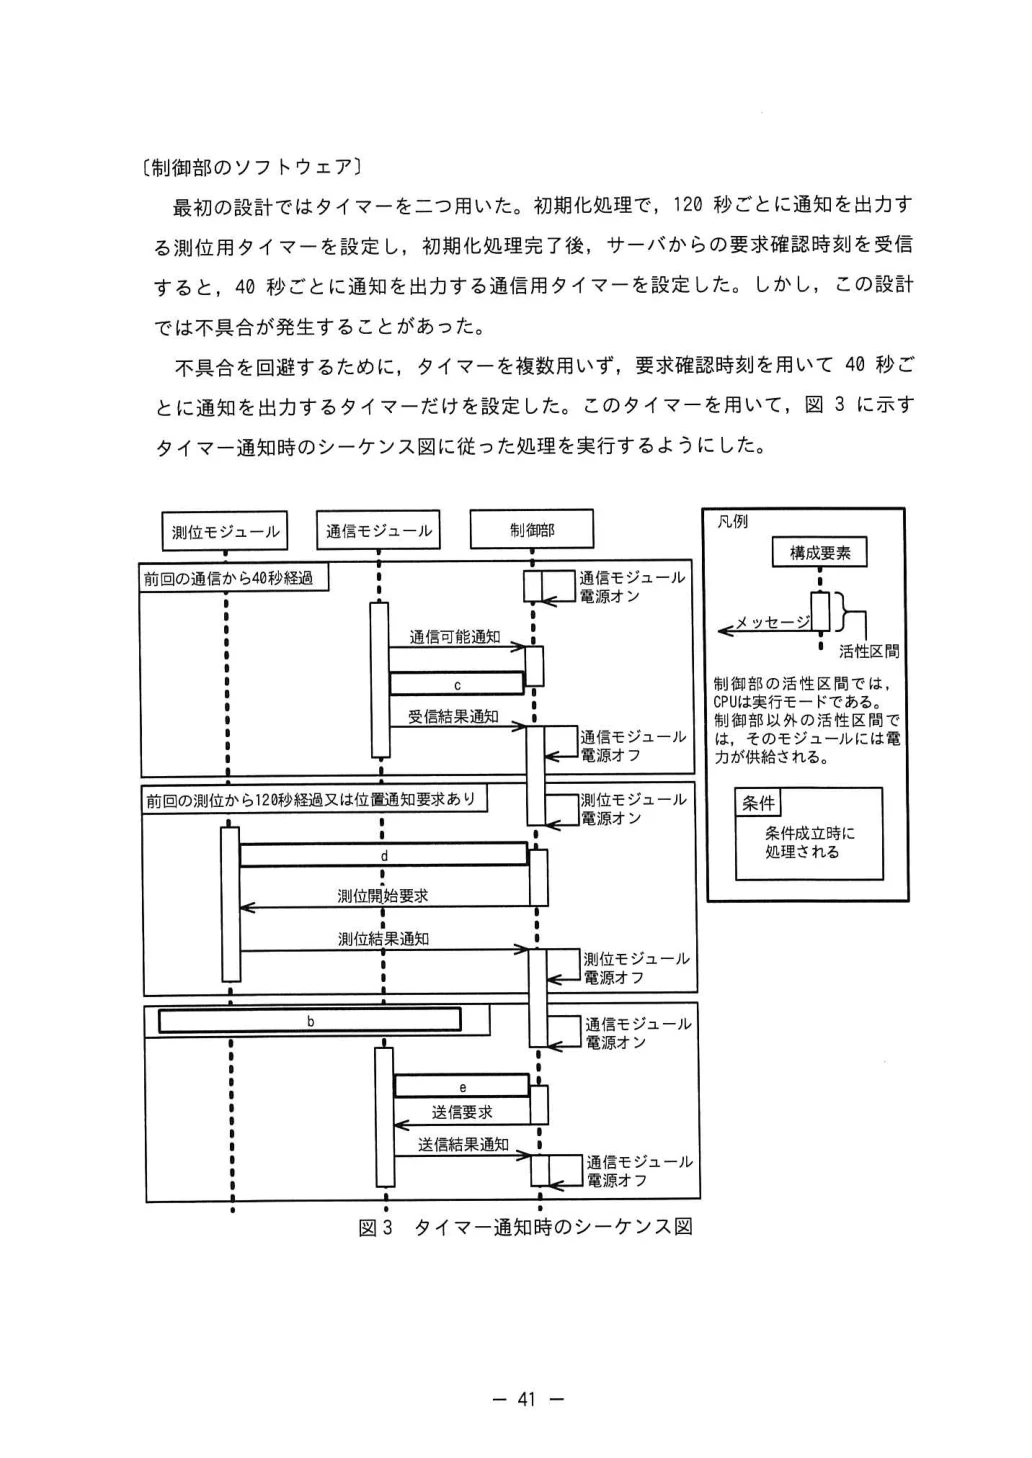 〔制御部のソフトウェア〕
最初の設計ではタイマーを二つ用いた。初期化処理で，120 秒ごとに通知を出力す
る測位用タイマーを設定し，初期化処理完了後，サーバからの要求確認時刻を受信
すると，40 秒ごとに通知を出力する通信用タイマーを設定した。しかし，この設計
では不具合が発生することがあった。
不具合を回避するために，タイマーを複数用いず，要求確認時刻を用いて 40 秒ご
とに通知を出力するタイマーだけを設定した。このタイマーを用いて，図 3 に示す
タイマー通知時のシーケンス図に従った処理を実行するようにした。
測位モジュール
通信モジュール
制御部
前回の通信から40秒経過
通信モジュール
電源オン
通信可能通知
c
受信結果通知
通信モジュール
電源オフ
前回の測位から120秒経過又は位置通知要求あり
測位モジュール
電源オン
d
測位開始要求
測位結果通知
測位モジュール
電源オフ
b
通信モジュール
電源オン
e
送信要求
送信結果通知
通信モジュール
電源オフ
凡例
構成要素
メッセージ
活性区間
制御部の活性区間では，
CPUは実行モードである。
制御部以外の活性区間で
は，そのモジュールには電
力が供給される。
条件
条件成立時に
処理される
図3　タイマー通知時のシーケンス図
－ 41 －